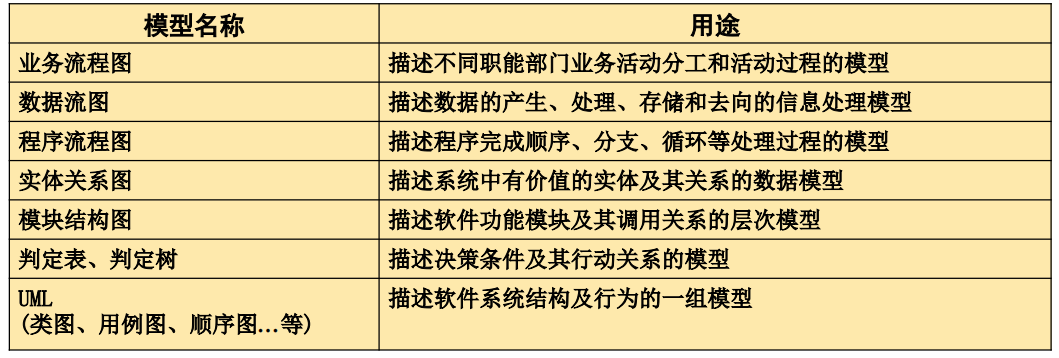 模型名称 用途
业务流程图 描述不同职能部门业务活动分工和活动过程的模型
数据流图 描述数据的产生、处理、存储和去向的信息处理模型
程序流程图 描述程序完成顺序、分支、循环等处理过程的模型
实体关系图 描述系统中有价值的实体及其关系的数据模型
模块结构图 描述软件功能模块及其调用关系的层次模型
判定表、判定树 描述决策条件及其行动关系的模型
UML 描述软件系统结构及行为的一组模型
(类图、用例图、顺序图…等)